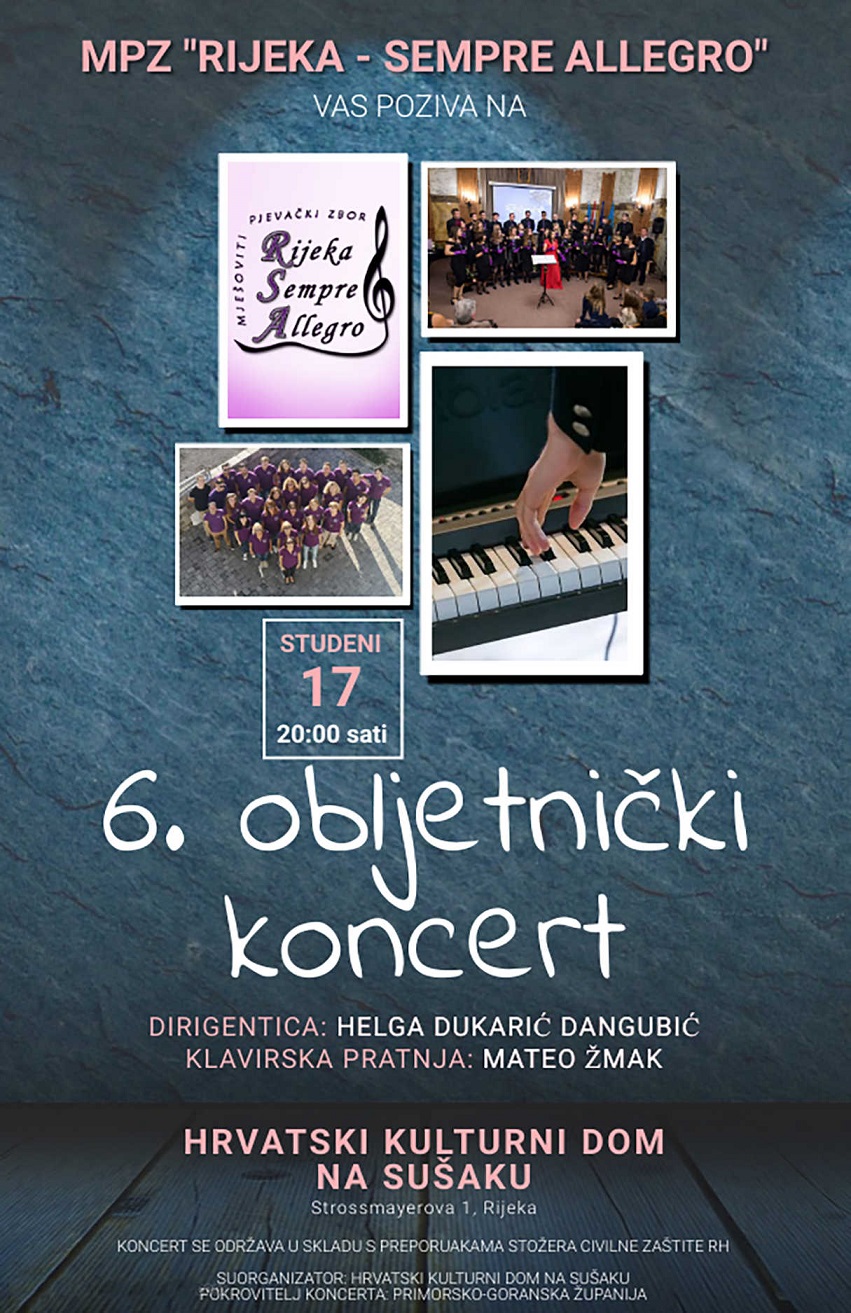 MPZ "RIJEKA - SEMPRE ALLEGRO"
VAS POZIVA NA
MJEŠOVITI
PJEVAČKI ZBOR
Rijeka
Sempre
Allegro
STUDENI
17
20:00 sati
6. obljetnički
koncert
DIRIGENTICA: HELGA DUKARIĆ DANGUBIĆ
KLAVIRSKA PRATNJA: MATEO ŽMAK
HRVATSKI KULTURNI DOM
NA SUŠAKU
Strossmayerova 1, Rijeka
KONCERT SE ODRŽAVA U SKLADU S PREPORUAKAMA STOŽERA CIVILNE ZAŠTITE RH
SUORGANIZATOR: HRVATSKI KULTURNI DOM NA SUŠAKU
POKROVITELJ KONCERTA: PRIMORSKO-GORANSKA ŽUPANIJA